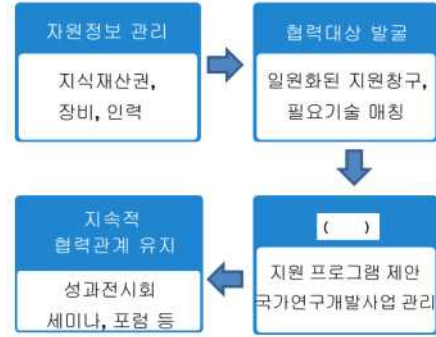 자원정보 관리
지식재산권,
장비, 인력
협력대상 발굴
일원화된 지원창구,
필요기술 매칭
(    )
지원 프로그램 제안
국가연구개발사업 관리
지속적
협력관계 유지
성과전시회
세미나, 포럼 등